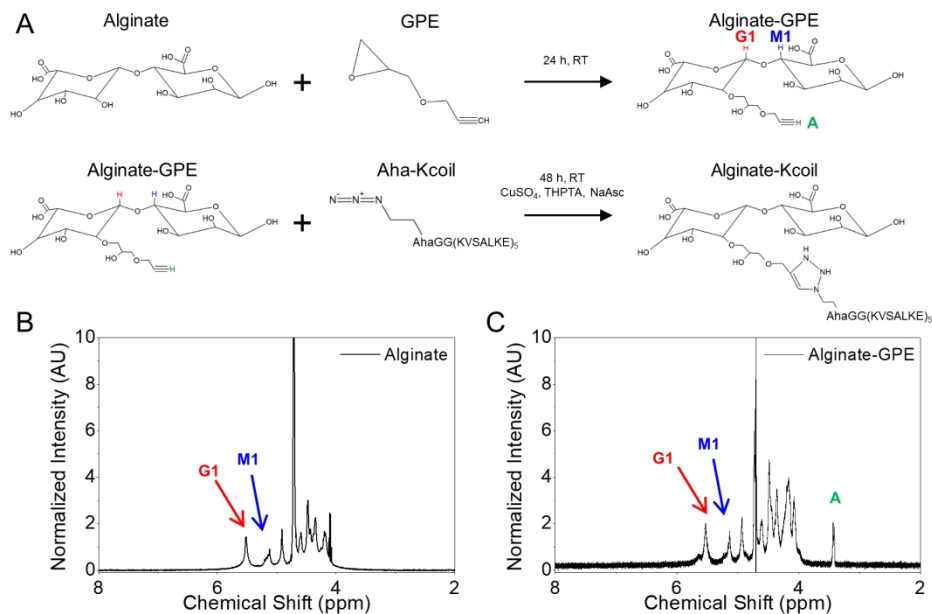 A
Alginate
GPE
Alginate-GPE
G1 M1
H H
24 h, RT
A
Alginate-GPE
Aha-Kcoil
Alginate-Kcoil
H H
48 h, RT
CuSO4, THPTA, NaAsc
N=N=N
- +
AhaGG(KVSALKE)5
H
AhaGG(KVSALKE)5
B
Normalized Intensity (AU)
10
8
6
4
2
0
Alginate
G1
M1
8 6 4 2
Chemical Shift (ppm)
C
Normalized Intensity (AU)
10
8
6
4
2
0
Alginate-GPE
G1
M1
A
8 6 4 2
Chemical Shift (ppm)